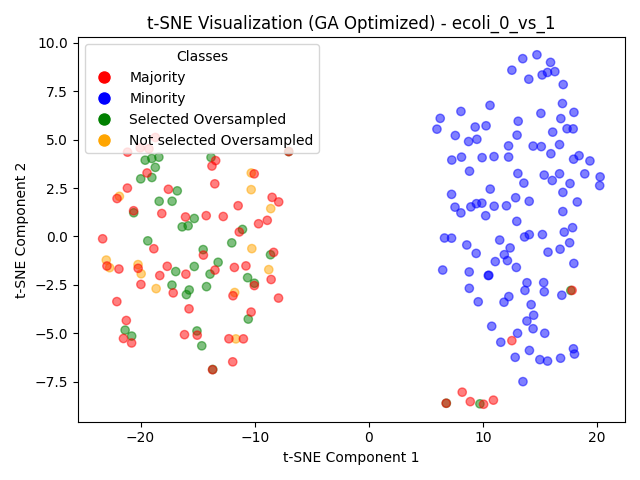 t-SNE Visualization (GA Optimized) - ecoli_0_vs_1
10.0
7.5
5.0
2.5
0.0
−2.5
−5.0
−7.5
t-SNE Component 2
Classes
Majority
Minority
Selected Oversampled
Not selected Oversampled
−20 −10 0 10 20
t-SNE Component 1